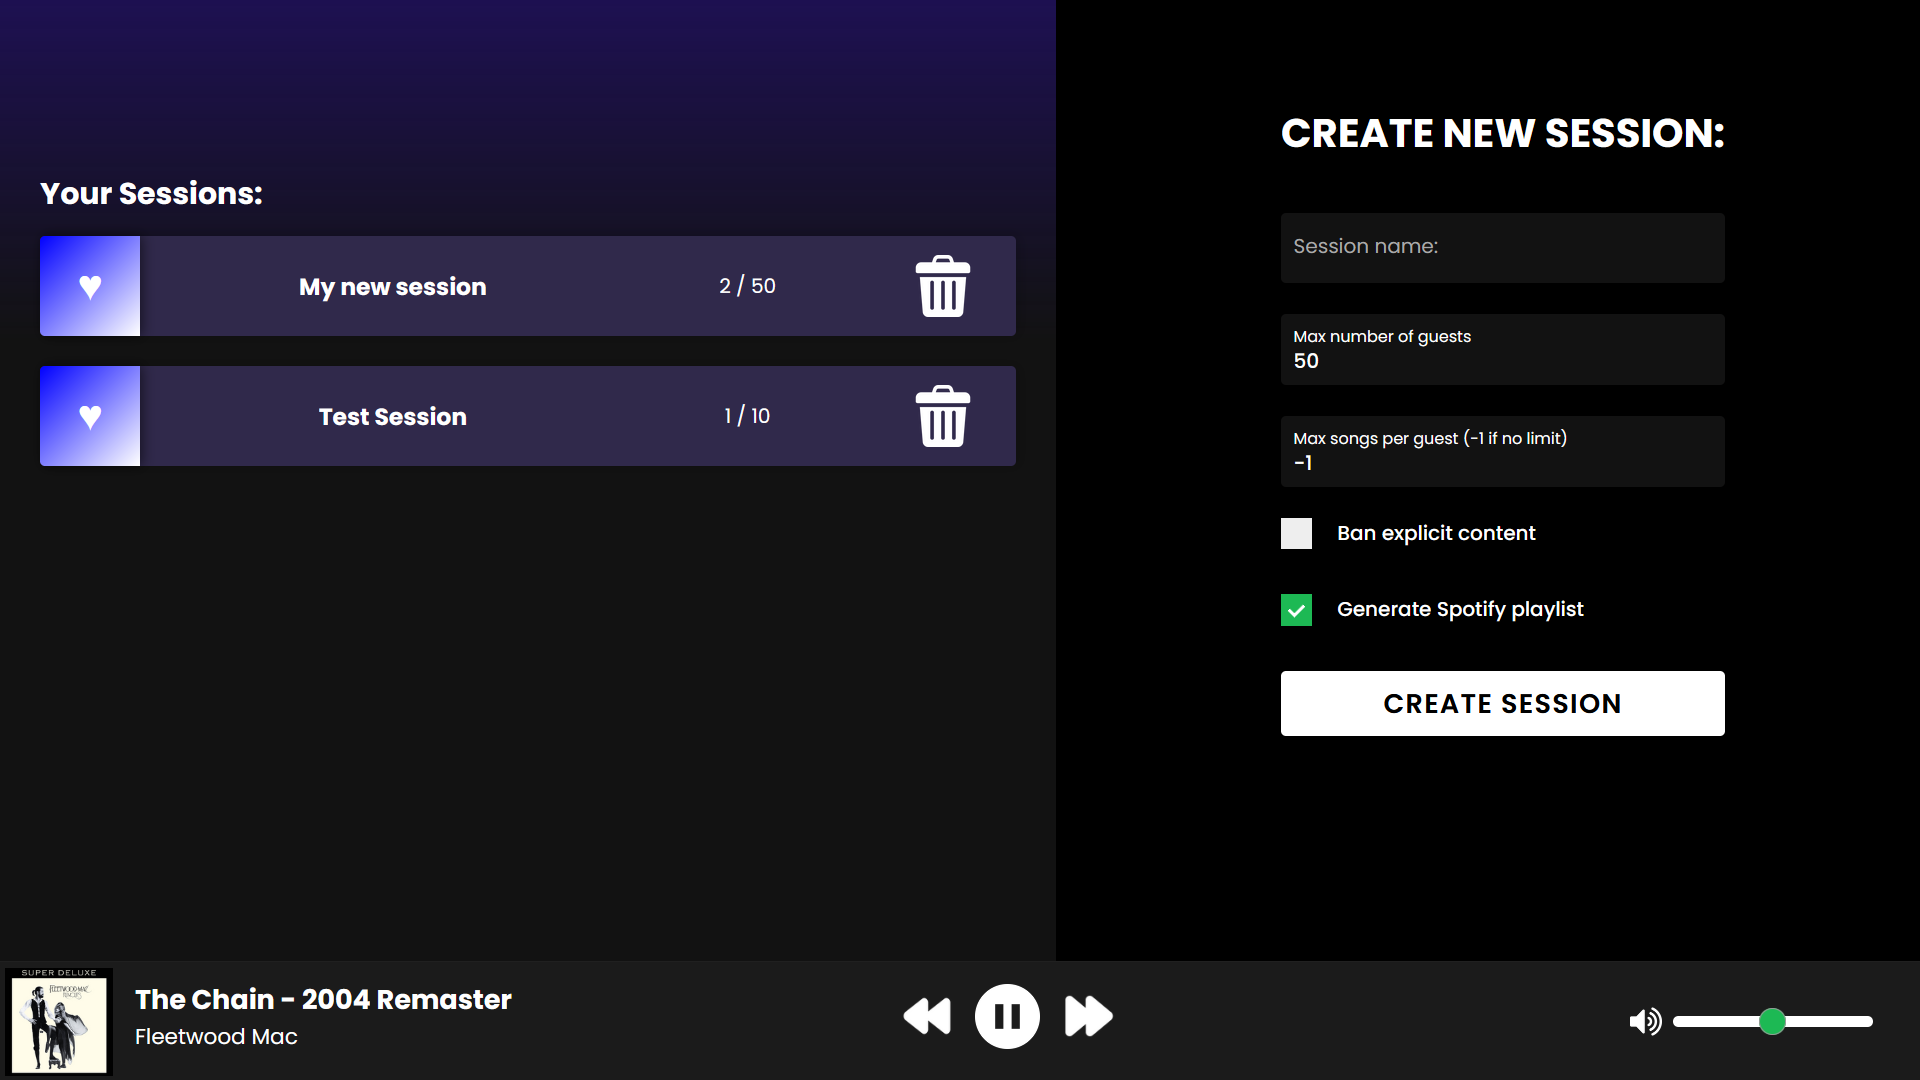 Your Sessions:
My new session
2 / 50
Test Session
1 / 10
CREATE NEW SESSION:
Session name:
Max number of guests
50
Max songs per guest (-1 if no limit)
-1
Ban explicit content
Generate Spotify playlist
CREATE SESSION
SUPER DELUXE
FLEETWOOD MAC
The Chain - 2004 Remaster
Fleetwood Mac